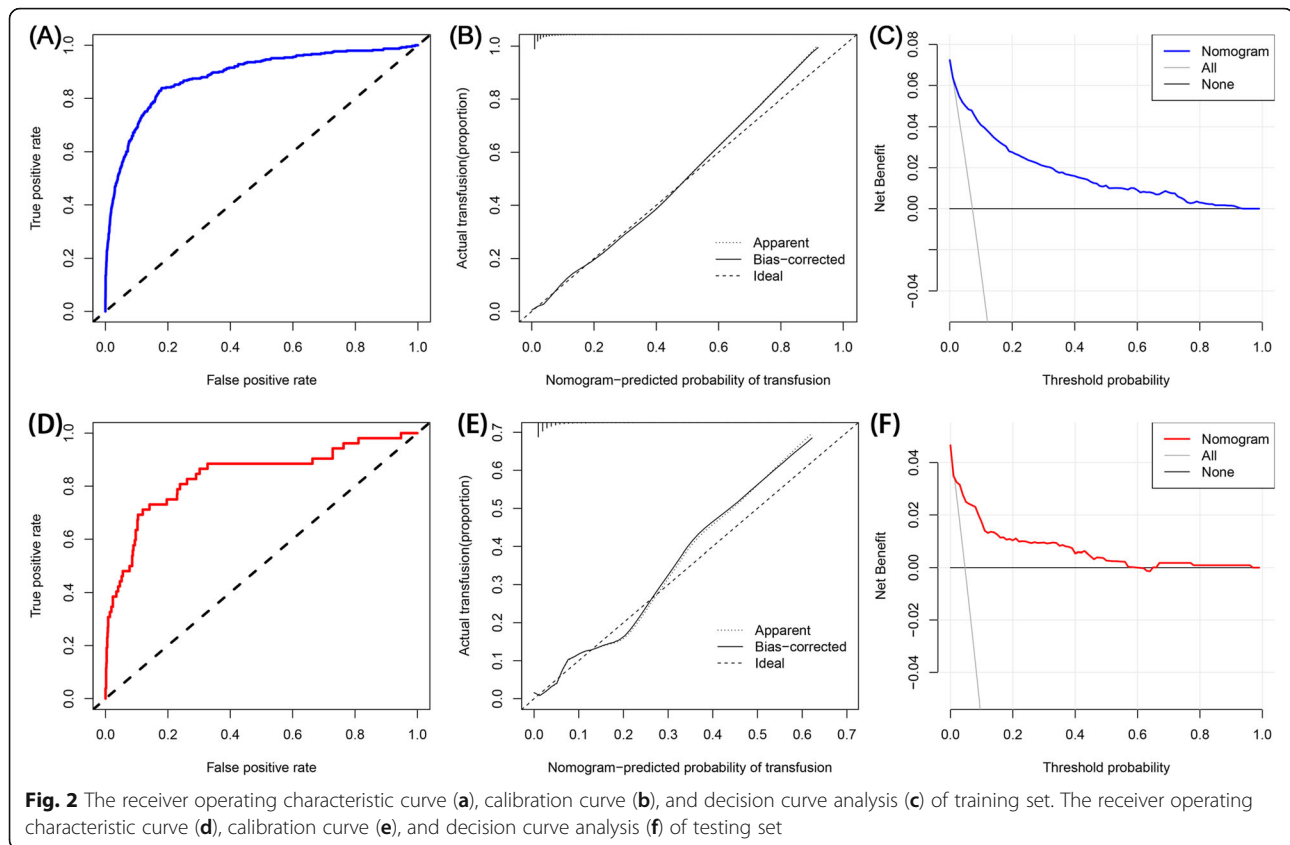 (A)
True positive rate
1.0
0.8
0.6
0.4
0.2
0.0
0.0 0.2 0.4 0.6 0.8 1.0
False positive rate
(B)
Actual transfusion(proportion)
1.0
0.8
0.6
0.4
0.2
0.0
Apparent
Bias-corrected
Ideal
0.0 0.2 0.4 0.6 0.8 1.0
Nomogram-predicted probability of transfusion
(C)
Net Benefit
0.08
0.06
0.04
0.02
0.00
-0.04
Nomogram
All
None
0.0 0.2 0.4 0.6 0.8 1.0
Threshold probability
(D)
True positive rate
1.0
0.8
0.6
0.4
0.2
0.0
0.0 0.2 0.4 0.6 0.8 1.0
False positive rate
(E)
Actual transfusion(proportion)
0.7
0.6
0.5
0.4
0.3
0.2
0.1
0.0
Apparent
Bias-corrected
Ideal
0.0 0.1 0.2 0.3 0.4 0.5 0.6 0.7
Nomogram-predicted probability of transfusion
(F)
Net Benefit
0.04
0.02
0.00
-0.02
-0.04
Nomogram
All
None
0.0 0.2 0.4 0.6 0.8 1.0
Threshold probability
Fig. 2 The receiver operating characteristic curve (a), calibration curve (b), and decision curve analysis (c) of training set. The receiver operating
characteristic curve (d), calibration curve (e), and decision curve analysis (f) of testing set